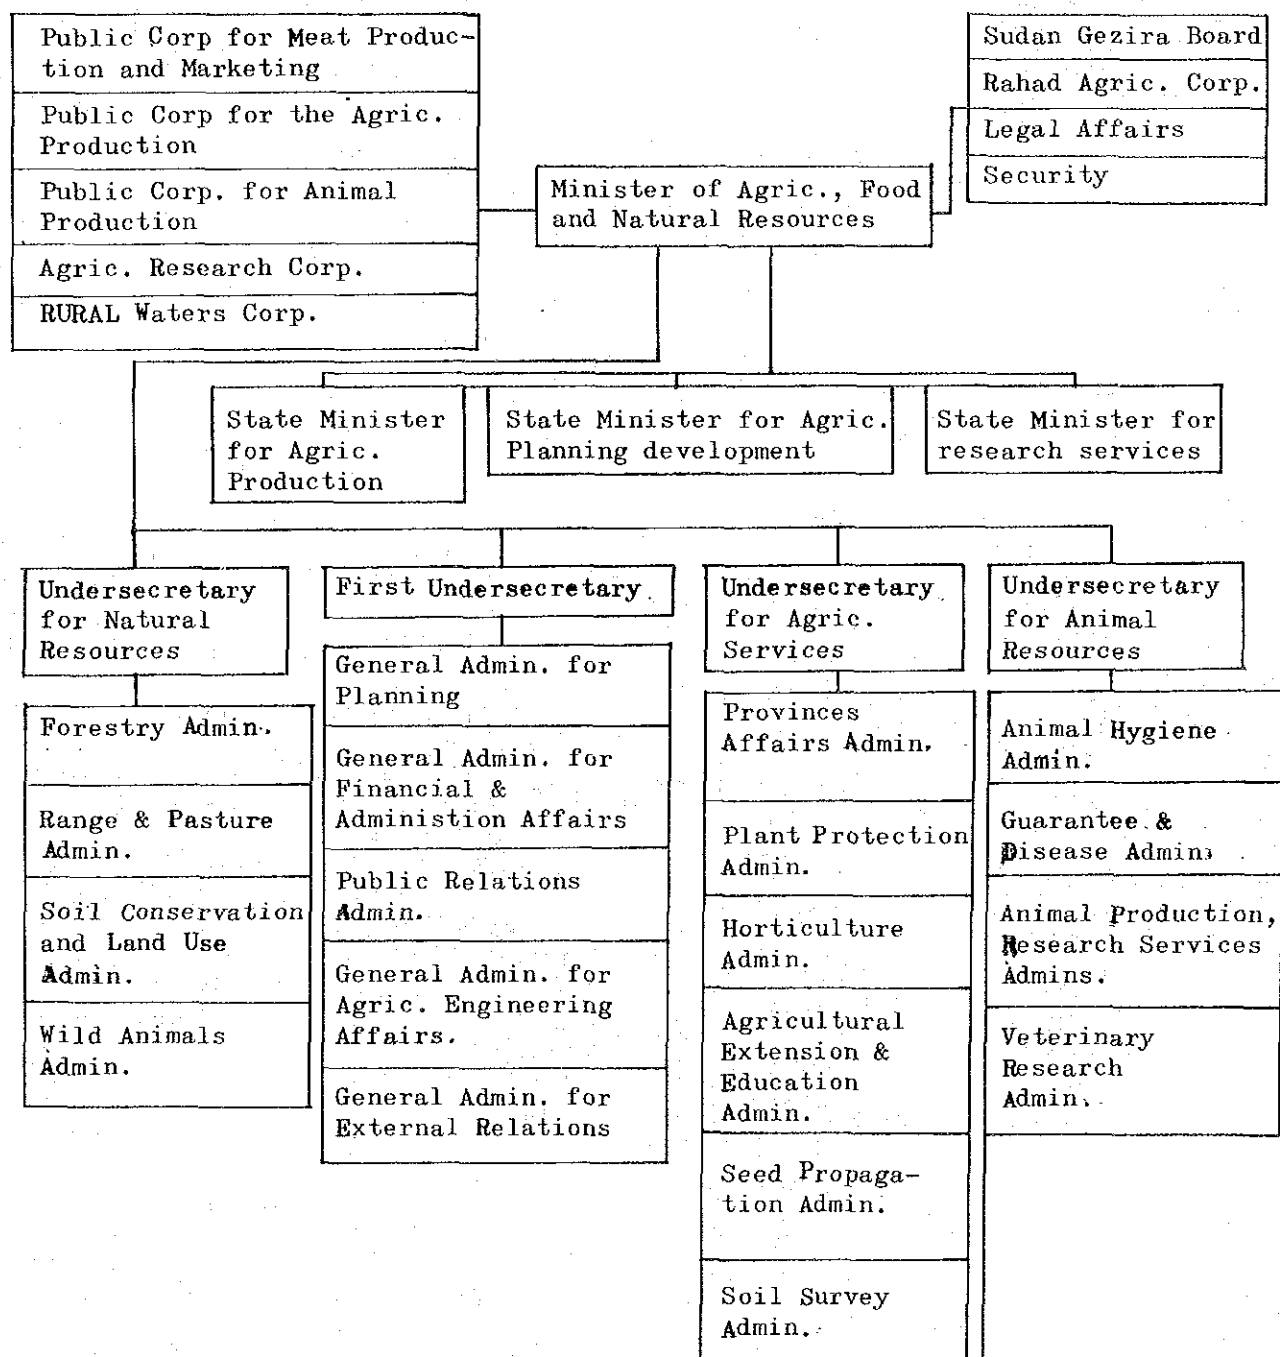 Public Corp for Meat Produc-
tion and Marketing
Public Corp for the Agric.
Production
Public Corp. for Animal
Production
Agric. Research Corp.
RURAL Waters Corp.
Sudan Gezira Board
Rahad Agric. Corp.
Legal Affairs
Security
Minister of Agric., Food
and Natural Resources
State Minister
for Agric.
Production
State Minister for Agric.
Planning development
State Minister for
research services
Undersecretary
for Natural
Resources
Forestry Admin.
Range & Pasture
Admin.
Soil Conservation
and Land Use
Admin.
Wild Animals
Admin.
First Undersecretary
General Admin. for
Planning
General Admin. for
Financial &
Administion Affairs
Public Relations
Admin.
General Admin. for
Agric. Engineering
Affairs.
General Admin. for
External Relations
Undersecretary
for Agric.
Services
Provinces
Affairs Admin.
Plant Protection
Admin.
Horticulture
Admin.
Agricultural
Extension &
Education
Admin.
Seed Propaga-
tion Admin.
Soil Survey
Admin.
Undersecretary
for Animal
Resources
Animal Hygiene
Admin.
Guarantee &
Disease Admin.
Animal Production,
Research Services
Admins.
Veterinary
Research
Admin.